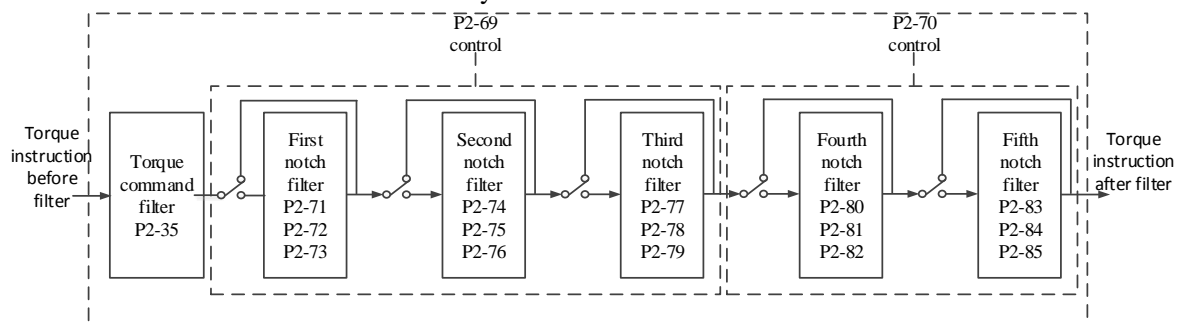 P2-69
control
P2-70
control
Torque
instruction
before
filter
Torque
command
filter
P2-35
First
notch
filter
P2-71
P2-72
P2-73
Second
notch
filter
P2-74
P2-75
P2-76
Third
notch
filter
P2-77
P2-78
P2-79
Fourth
notch
filter
P2-80
P2-81
P2-82
Fifth
notch
filter
P2-83
P2-84
P2-85
Torque
instruction
after filter